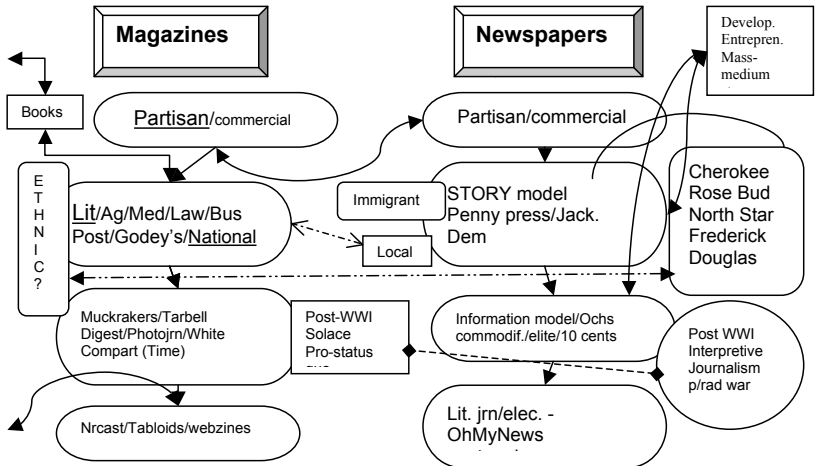 Magazines
Newspapers
Develop.
Entrepren.
Mass-
medium
Books
Partisan/commercial
Partisan/commercial
E
T
H
N
I
C
?
Lit/Ag/Med/Law/Bus
Post/Godey's/National
Immigrant
Local
STORY model
Penny press/Jack.
Dem
Cherokee
Rose Bud
North Star
Frederick
Douglas
Muckrakers/Tarbell
Digest/Photojrn/White
Compart (Time)
Post-WWI
Solace
Pro-status
Information model/Ochs
commodif./elite/10 cents
Post WWI
Interpretive
Journalism
p/rad war
Nrcast/Tabloids/webzines
Lit. jrn/elec. -
OhMyNews